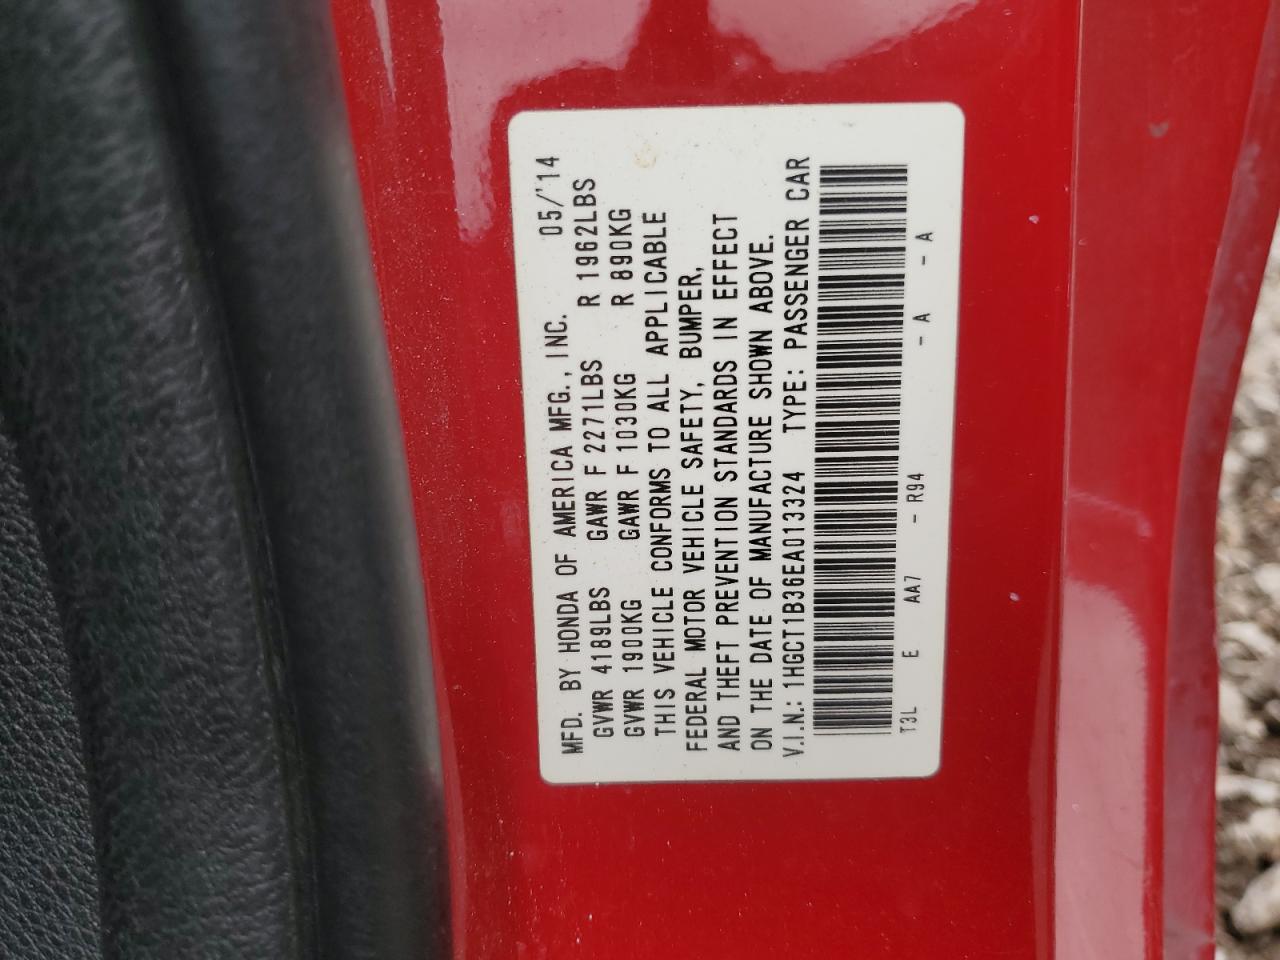 MFD. BY HONDA OF AMERICA MFG., INC. 05/'14
GVWR 4189LBS GAWR F 2271LBS R 1962LBS
GVWR 1900KG GAWR F 1030KG R 890KG
THIS VEHICLE CONFORMS TO ALL APPLICABLE
FEDERAL MOTOR VEHICLE SAFETY, BUMPER,
AND THEFT PREVENTION STANDARDS IN EFFECT
ON THE DATE OF MANUFACTURE SHOWN ABOVE.
V.I.N.: 1HGCT1B36EA013324 TYPE: PASSENGER CAR
T3L E AA7 - R94 - A - A